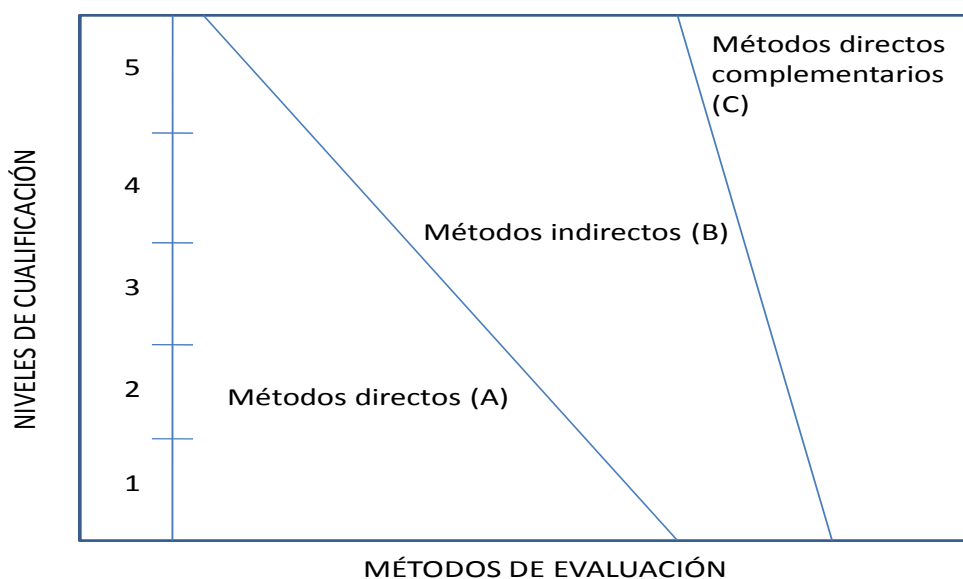 NIVELES DE CUALIFICACIÓN
5
4
3
2
1
Métodos directos (A)
Métodos indirectos (B)
Métodos directos
complementarios
(C)
MÉTODOS DE EVALUACIÓN